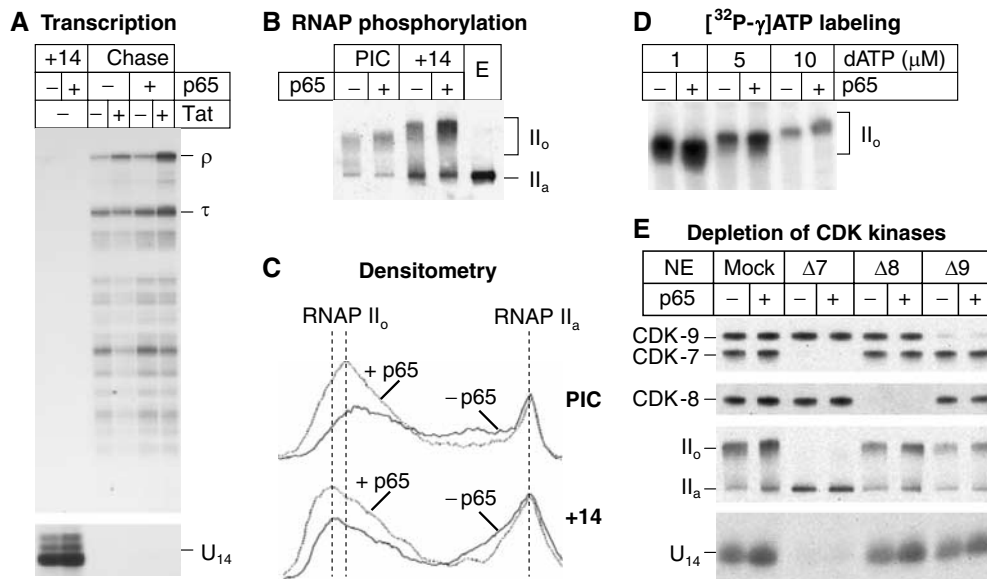 A Transcription
+14 Chase
– + – + p65
– – + – + Tat
ρ
τ
U14
B RNAP phosphorylation
PIC +14 E
p65 – + – +
IIo
IIa
C Densitometry
RNAP IIo RNAP IIa
+ p65
– p65
PIC
+ p65
– p65
+14
D [32P-γ]ATP labeling
1 5 10 dATP (μM)
– + – + – + p65
IIo
E Depletion of CDK kinases
NE Mock Δ7 Δ8 Δ9
p65 – + – + – + – +
CDK-9
CDK-7
CDK-8
IIo
IIa
U14